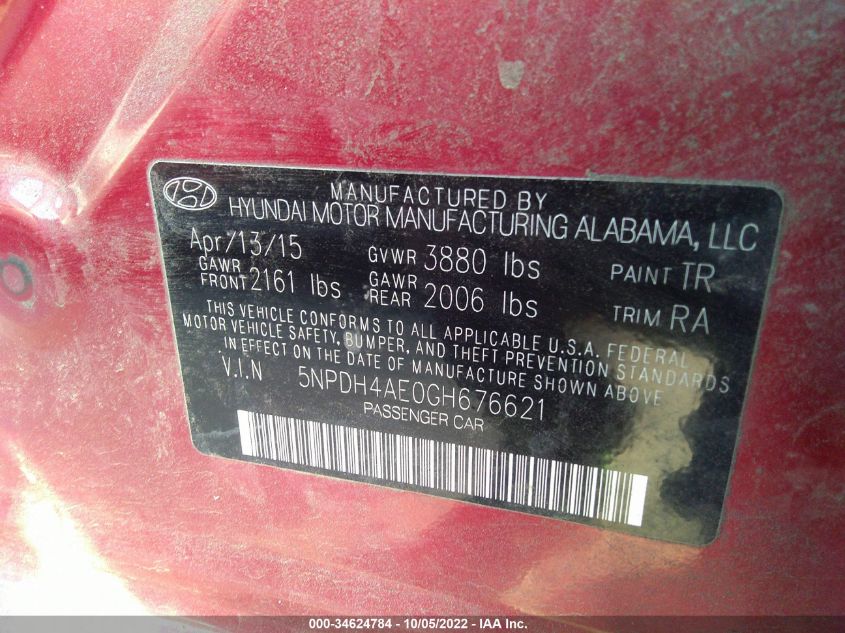 MANUFACTURED BY
HYUNDAI MOTOR MANUFACTURING ALABAMA, LLC
Apr/13/15 GVWR 3880 lbs PAINT TR
GAWR FRONT 2161 lbs GAWR REAR 2006 lbs TRIM RA
THIS VEHICLE CONFORMS TO ALL APPLICABLE U.S.A. FEDERAL
MOTOR VEHICLE SAFETY, BUMPER, AND THEFT PREVENTION STANDARDS
IN EFFECT ON THE DATE OF MANUFACTURE SHOWN ABOVE
V.I.N 5NPDH4AE0GH676621
PASSENGER CAR
000-34624784 - 10/05/2022 - IAA Inc.